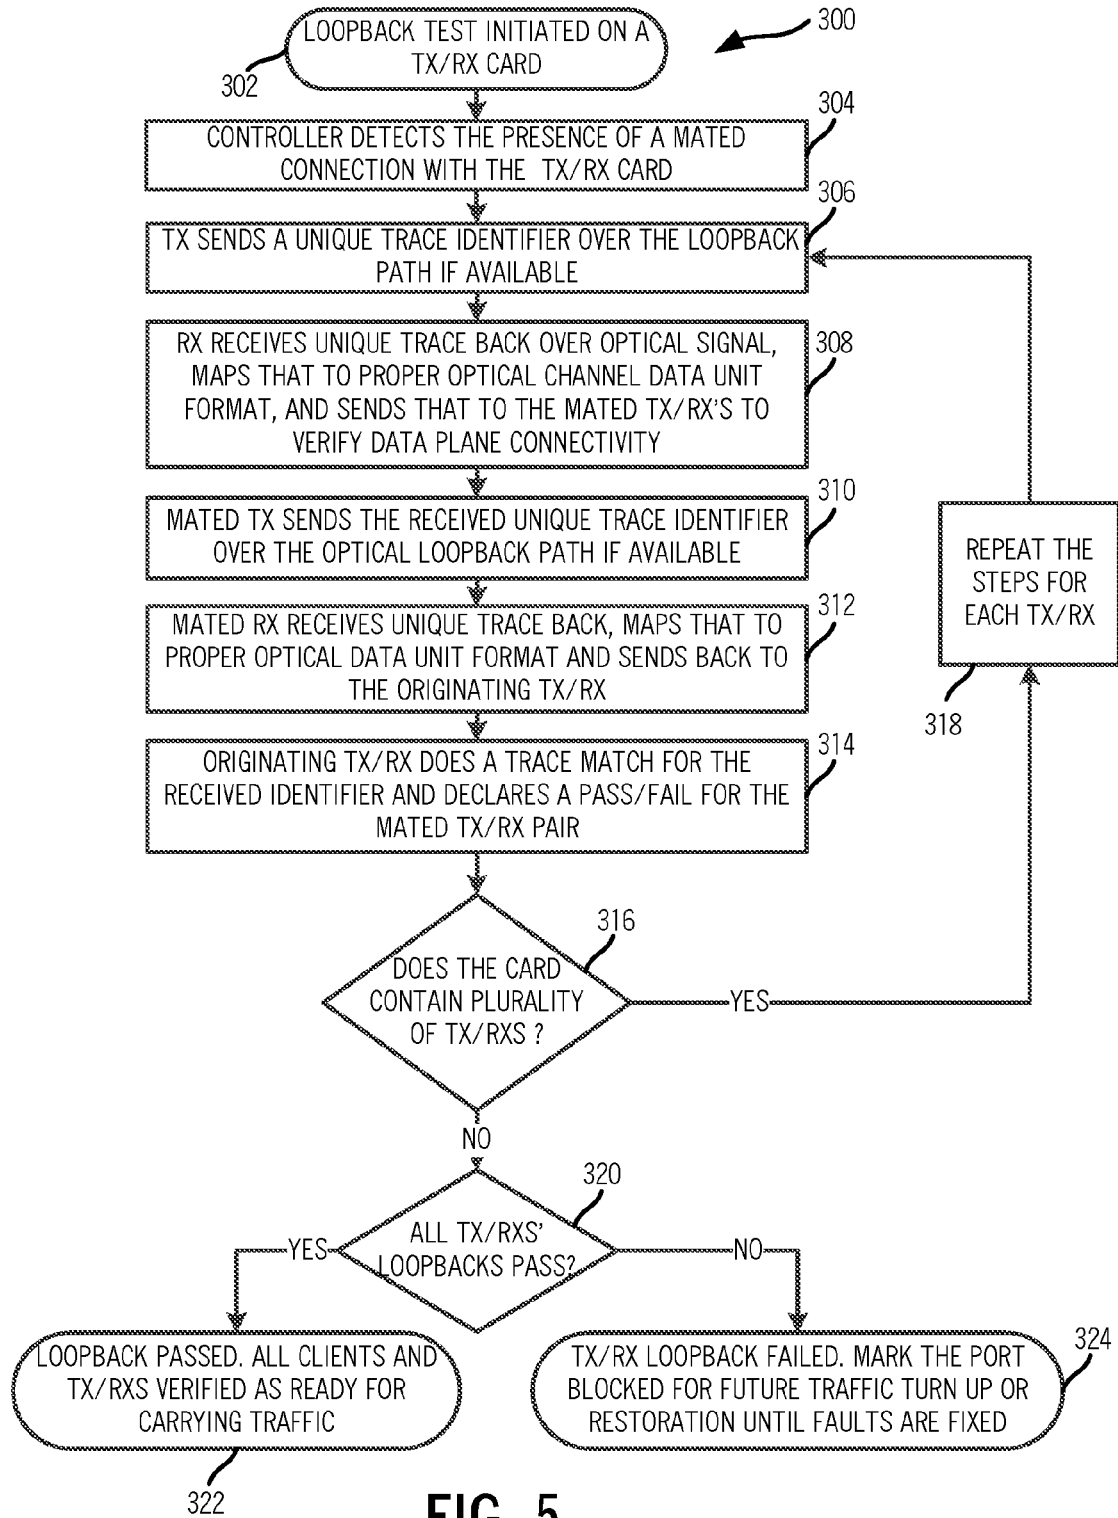 300
LOOPBACK TEST INITIATED ON A
TX/RX CARD
302
304
CONTROLLER DETECTS THE PRESENCE OF A MATED
CONNECTION WITH THE TX/RX CARD
306
TX SENDS A UNIQUE TRACE IDENTIFIER OVER THE LOOPBACK
PATH IF AVAILABLE
308
RX RECEIVES UNIQUE TRACE BACK OVER OPTICAL SIGNAL,
MAPS THAT TO PROPER OPTICAL CHANNEL DATA UNIT
FORMAT, AND SENDS THAT TO THE MATED TX/RX'S TO
VERIFY DATA PLANE CONNECTIVITY
310
MATED TX SENDS THE RECEIVED UNIQUE TRACE IDENTIFIER
OVER THE OPTICAL LOOPBACK PATH IF AVAILABLE
312
MATED RX RECEIVES UNIQUE TRACE BACK, MAPS THAT TO
PROPER OPTICAL DATA UNIT FORMAT AND SENDS BACK TO
THE ORIGINATING TX/RX
314
ORIGINATING TX/RX DOES A TRACE MATCH FOR THE
RECEIVED IDENTIFIER AND DECLARES A PASS/FAIL FOR THE
MATED TX/RX PAIR
316
DOES THE CARD
CONTAIN PLURALITY
OF TX/RXS ?
YES
REPEAT THE
STEPS FOR
EACH TX/RX
318
NO
320
ALL TX/RXS'
LOOPBACKS PASS?
YES
NO
LOOPBACK PASSED. ALL CLIENTS AND
TX/RXS VERIFIED AS READY FOR
CARRYING TRAFFIC
322
324
TX/RX LOOPBACK FAILED. MARK THE PORT
BLOCKED FOR FUTURE TRAFFIC TURN UP OR
RESTORATION UNTIL FAULTS ARE FIXED
FIG. 5